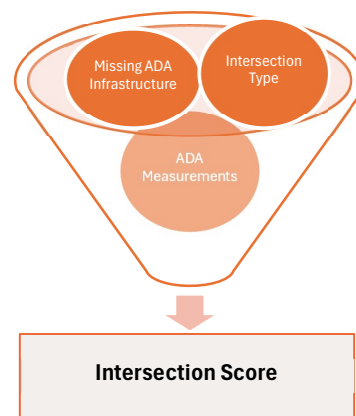 Missing ADA
Infrastructure
Intersection
Type
ADA
Measurements
Intersection Score